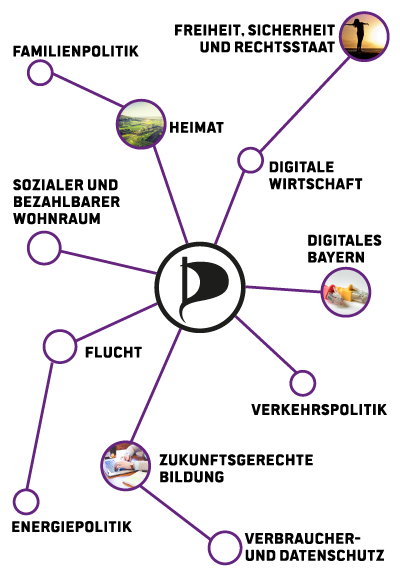 FREIHEIT, SICHERHEIT
UND RECHTSSTAAT
FAMILIENPOLITIK
HEIMAT
DIGITALE
WIRTSCHAFT
SOZIALER UND
BEZAHLBARER
WOHNRAUM
DIGITALES
BAYERN
FLUCHT
VERKEHRSPOLITIK
ZUKUNFTSGERECHTE
BILDUNG
ENERGIEPOLITIK
VERBRAUCHER-
UND DATENSCHUTZ